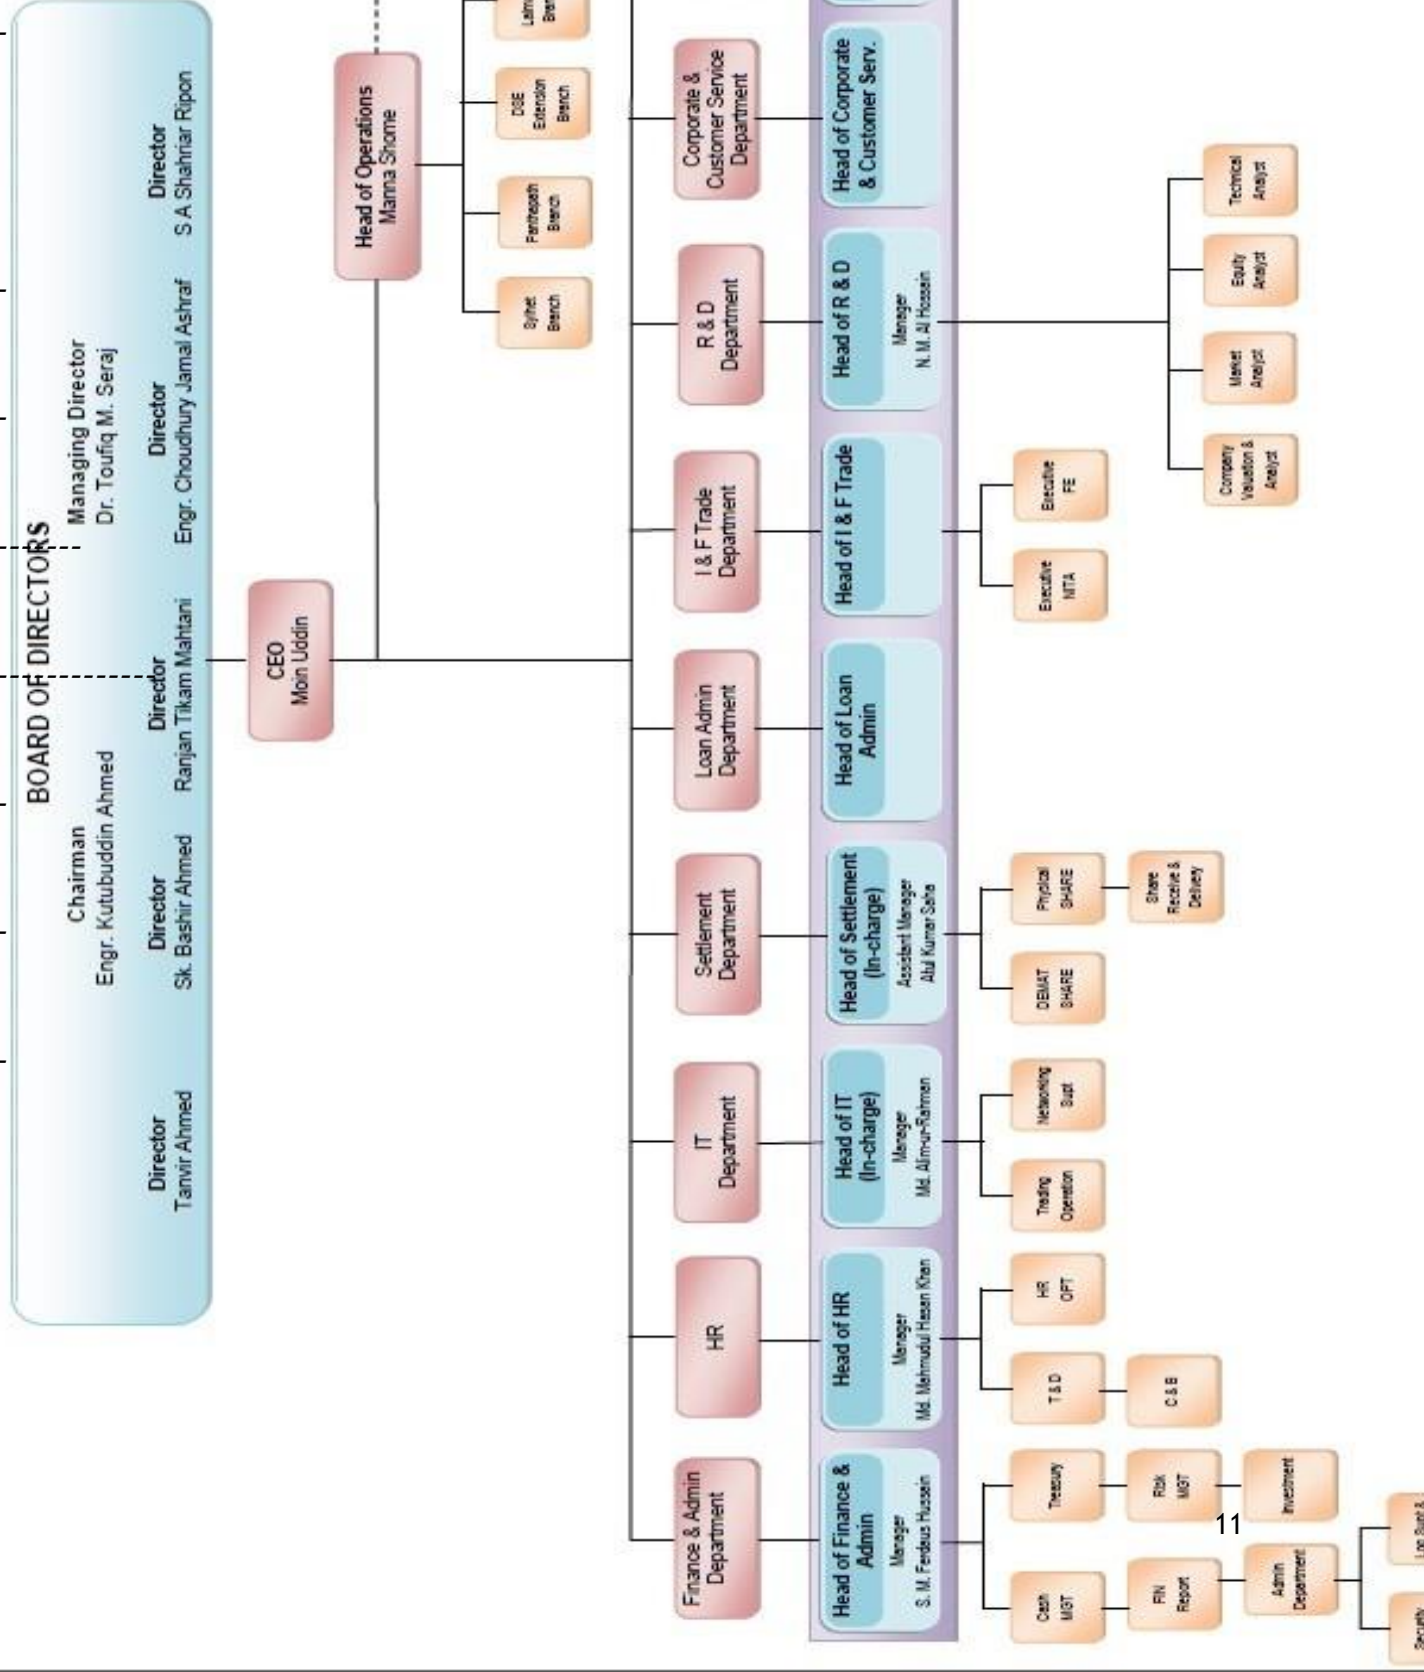 BOARD OF DIRECTORS
Chairman
Engr. Kutubuddin Ahmed
Managing Director
Dr. Toufiq M. Seraj
Director
Tanvir Ahmed
Director
Sk. Bashir Ahmed
Director
Ranjan Tikam Mahtani
Director
Engr. Choudhury Jamal Ashraf
Director
S A Shahriar Ripon
CEO
Moin Uddin
Head of Operations
Manna Shome
Sylhet
Branch
Panthapath
Branch
DSE
Extension
Branch
Finance & Admin
Department
HR
IT
Department
Settlement
Department
Loan Admin
Department
I & F Trade
Department
R & D
Department
Corporate &
Customer Service
Department
Head of Finance &
Admin
Manager
S. M. Ferdaus Hussain
Head of HR
Manager
Md. Mahmudul Hasan Khan
Head of IT
(In-charge)
Manager
Md. Alim-ur-Rahman
Head of Settlement
(In-charge)
Assistant Manager
Atul Kumar Saha
Head of Loan
Admin
Head of I & F Trade
Head of R & D
Manager
N. M. Al Hossain
Head of Corporate
& Customer Serv.
Cash
MGT
Treasury
FIN
Report
Risk
MGT
Admin
Department
Investment
Security
T & D
HR
OPT
C & B
Trading
Operation
Networking
Supt
DEMAT
SHARE
Physical
SHARE
Share
Receive &
Delivery
Executive
NITA
Executive
FE
Company
Valuation &
Analyst
Market
Analyst
Equity
Analyst
Technical
Analyst
11